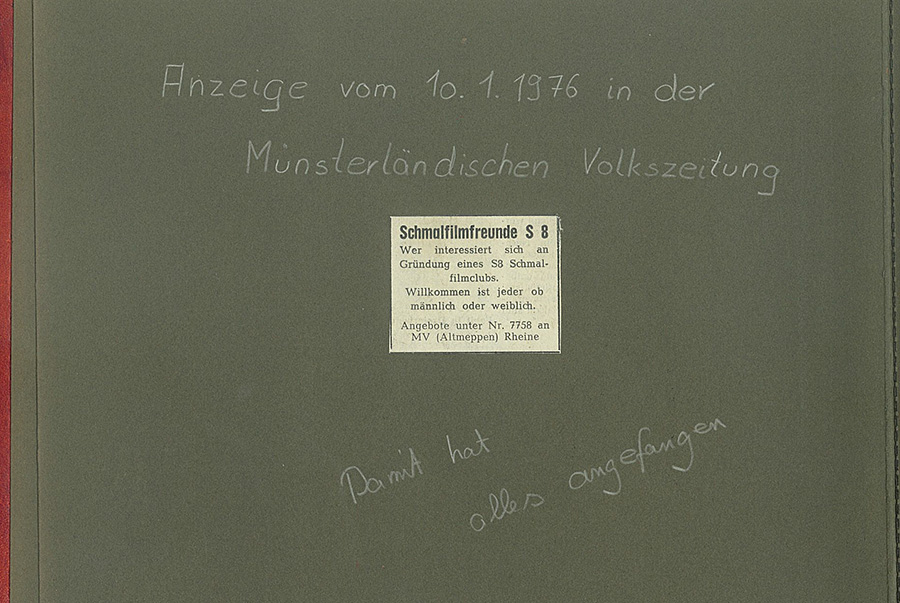 Anzeige vom 10.1.1976 in der
Münsterländischen Volkszeitung
Schmalfilmfreunde S 8
Wer interessiert sich an
Gründung eines S8 Schmal-
filmclubs.
Willkommen ist jeder ob
männlich oder weiblich.
Angebote unter Nr. 7758 an
MV (Altmeppen) Rheine
Damit hat
alles angefangen